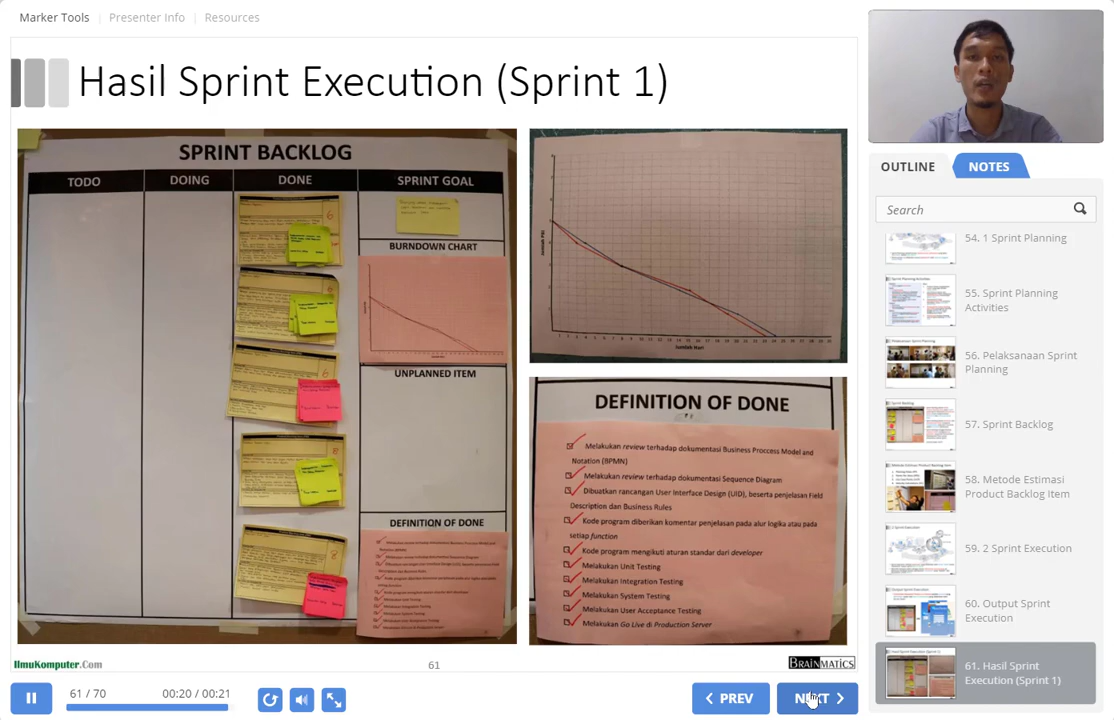 Marker Tools
Presenter Info
Resources
Hasil Sprint Execution (Sprint 1)
SPRINT BACKLOG
TODO
DOING
DONE
SPRINT GOAL
BURNDOWN CHART
UNPLANNED ITEM
DEFINITION OF DONE
Jumlah Hari
DEFINITION OF DONE
Melakukan review terhadap dokumentasi Business Proccess Model and
Notation (BPMN)
Melakukan review terhadap dokumentasi Sequence Diagram
Dibuatkan rancangan User Interface Design (UID), beserta penjelasan Field
Description dan Business Rules
Kode program diberikan komentar penjelasan pada alur logika atau pada
setiap function
Kode program mengikuti aturan standar dari developer
Melakukan Unit Testing
Melakukan Integration Testing
Melakukan System Testing
Melakukan User Acceptance Testing
Melakukan Go Live di Production Server
IlmuKomputer.Com
61
BRAINMATICS
61 / 70
00:20 / 00:21
PREV
NEXT
OUTLINE
NOTES
Search
54. 1 Sprint Planning
55. Sprint Planning
Activities
56. Pelaksanaan Sprint
Planning
57. Sprint Backlog
58. Metode Estimasi
Product Backlog Item
59. 2 Sprint Execution
60. Output Sprint
Execution
61. Hasil Sprint
Execution (Sprint 1)